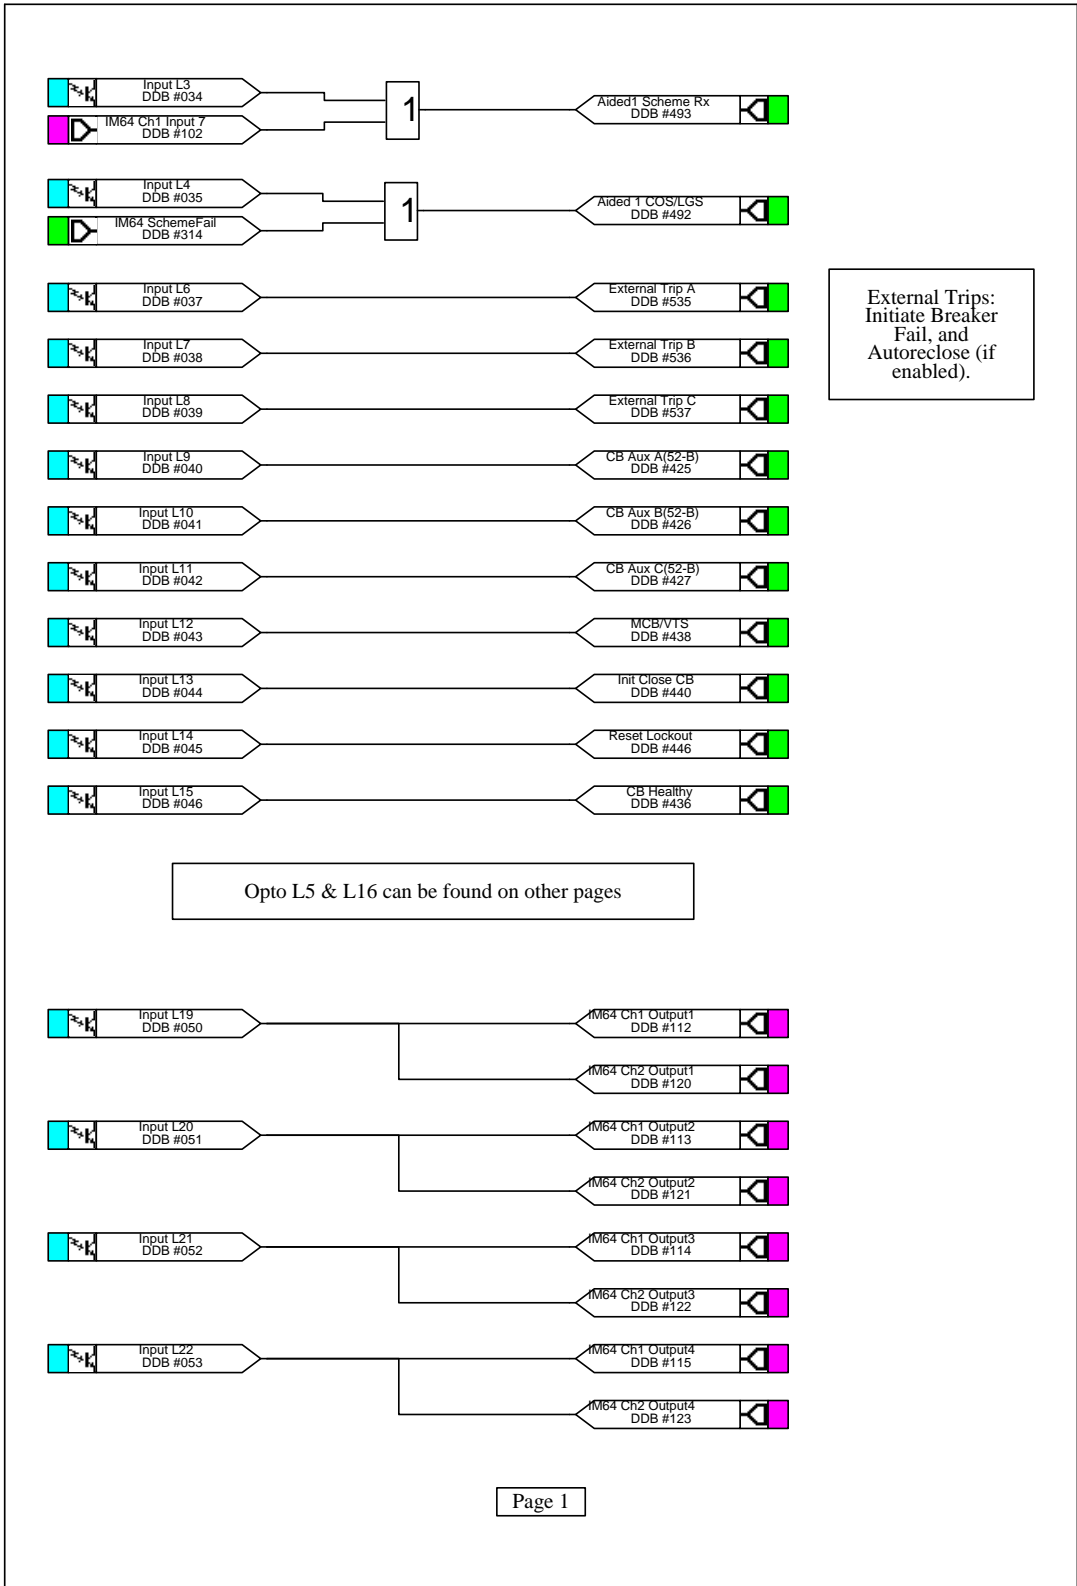 Input L3
DDB #034
IM64 Ch1 Input 7
DDB #102
1
Aided1 Scheme Rx
DDB #493
Input L4
DDB #035
IM64 SchemeFail
DDB #314
1
Aided 1 COS/LGS
DDB #492
Input L6
DDB #037
External Trip A
DDB #535
External Trips:
Initiate Breaker
Fail, and
Autoreclose (if
enabled).
Input L7
DDB #038
External Trip B
DDB #536
Input L8
DDB #039
External Trip C
DDB #537
Input L9
DDB #040
CB Aux A(52-B)
DDB #425
Input L10
DDB #041
CB Aux B(52-B)
DDB #426
Input L11
DDB #042
CB Aux C(52-B)
DDB #427
Input L12
DDB #043
MCB/VTS
DDB #438
Input L13
DDB #044
Init Close CB
DDB #440
Input L14
DDB #045
Reset Lockout
DDB #446
Input L15
DDB #046
CB Healthy
DDB #436
Opto L5 & L16 can be found on other pages
Input L19
DDB #050
IM64 Ch1 Output1
DDB #112
IM64 Ch2 Output1
DDB #120
Input L20
DDB #051
IM64 Ch1 Output2
DDB #113
IM64 Ch2 Output2
DDB #121
Input L21
DDB #052
IM64 Ch1 Output3
DDB #114
IM64 Ch2 Output3
DDB #122
Input L22
DDB #053
IM64 Ch1 Output4
DDB #115
IM64 Ch2 Output4
DDB #123
Page 1